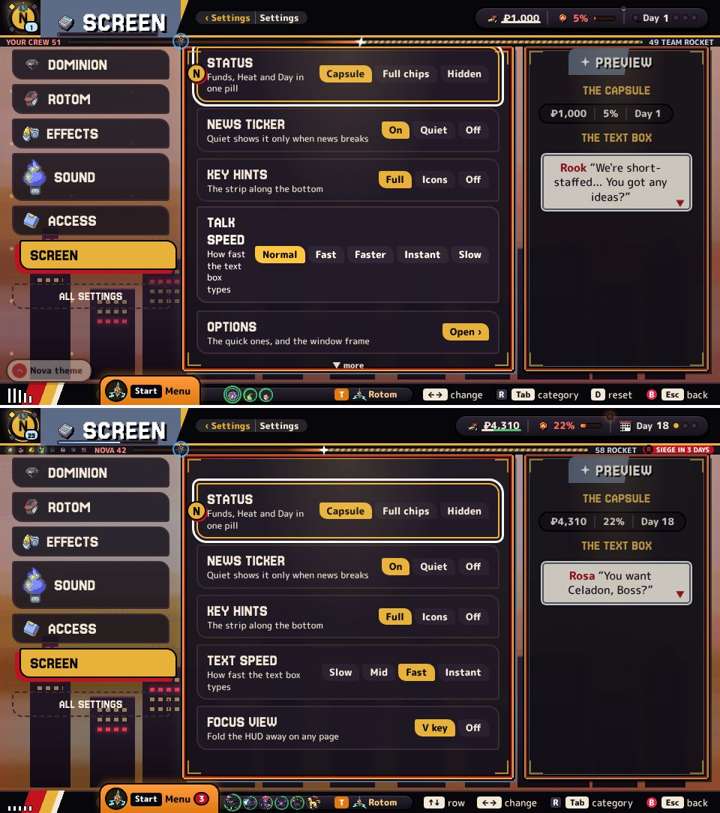 N
1
SCREEN
‹ Settings Settings
₽1,000
5%
Day 1
YOUR CREW 51
49 TEAM ROCKET
DOMINION
ROTOM
EFFECTS
SOUND
ACCESS
SCREEN
ALL SETTINGS
Nova theme
N
STATUS
Funds, Heat and Day in
one pill
Capsule Full chips Hidden
NEWS TICKER
Quiet shows it only when news breaks
On Quiet Off
KEY HINTS
The strip along the bottom
Full Icons Off
TALK
SPEED
How fast
the text
box
types
Normal Fast Faster Instant Slow
OPTIONS
The quick ones, and the window frame
Open ›
▼ more
PREVIEW
THE CAPSULE
₽1,000 5% Day 1
THE TEXT BOX
Rook “We're short-
staffed... You got any
ideas?”
Start Menu
T Rotom
←→ change
R Tab category
D reset
B Esc back
N
SCREEN
‹ Settings Settings
₽4,310
22%
Day 18
NOVA 42
58 ROCKET
SIEGE IN 3 DAYS
DOMINION
ROTOM
EFFECTS
SOUND
ACCESS
SCREEN
ALL SETTINGS
N
STATUS
Funds, Heat and Day in
one pill
Capsule Full chips Hidden
NEWS TICKER
Quiet shows it only when news breaks
On Quiet Off
KEY HINTS
The strip along the bottom
Full Icons Off
TEXT SPEED
How fast the text box
types
Slow Mid Fast Instant
FOCUS VIEW
Fold the HUD away on any page
V key Off
PREVIEW
THE CAPSULE
₽4,310 22% Day 18
THE TEXT BOX
Rosa “You want
Celadon, Boss?”
Start Menu 3
T Rotom
↑↓ row
←→ change
R Tab category
B Esc back